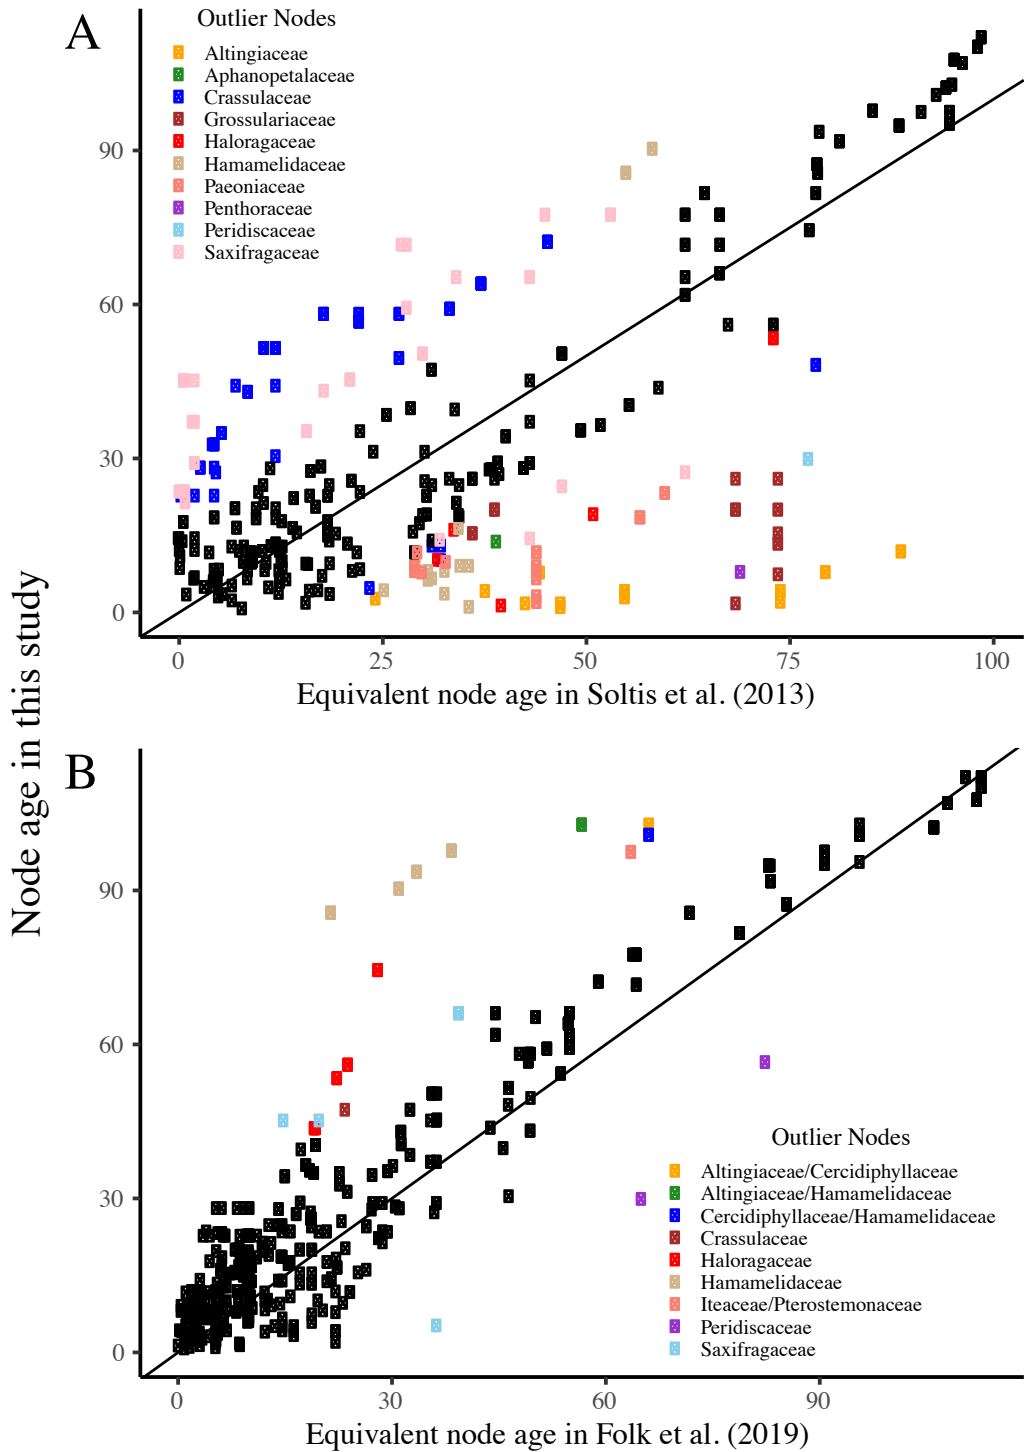 A
Outlier Nodes
Altingiaceae
Aphanopetalaceae
Crassulaceae
Grossulariaceae
Haloragaceae
Hamamelidaceae
Paeoniaceae
Penthoraceae
Peridiscaceae
Saxifragaceae
90
60
30
0
0 25 50 75 100
Equivalent node age in Soltis et al. (2013)
Node age in this study
B
90
60
30
0
Outlier Nodes
Altingiaceae/Cercidiphyllaceae
Altingiaceae/Hamamelidaceae
Cercidiphyllaceae/Hamamelidaceae
Crassulaceae
Haloragaceae
Hamamelidaceae
Iteaceae/Pterostemonaceae
Peridiscaceae
Saxifragaceae
0 30 60 90
Equivalent node age in Folk et al. (2019)